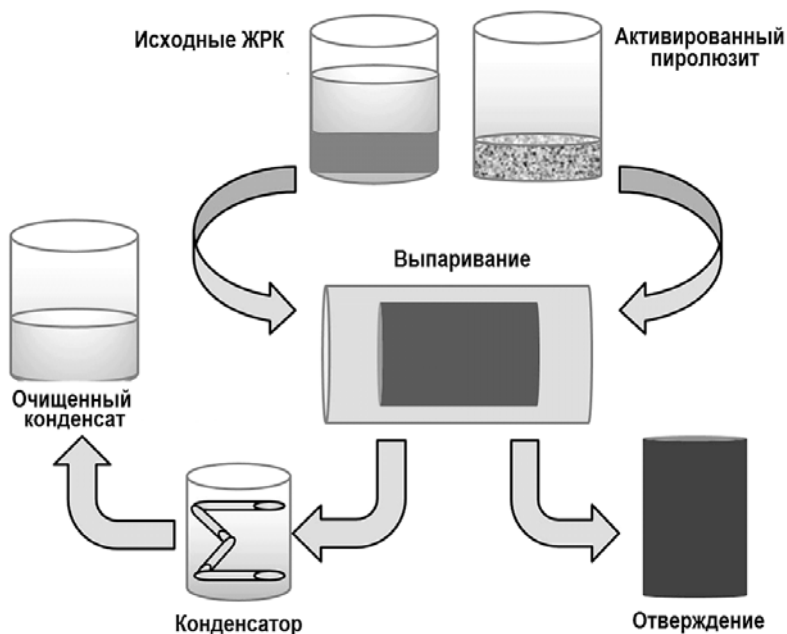 Исходные ЖРК
Активированный
пиролюзит
Выпаривание
Очищенный
конденсат
Конденсатор
Отверждение